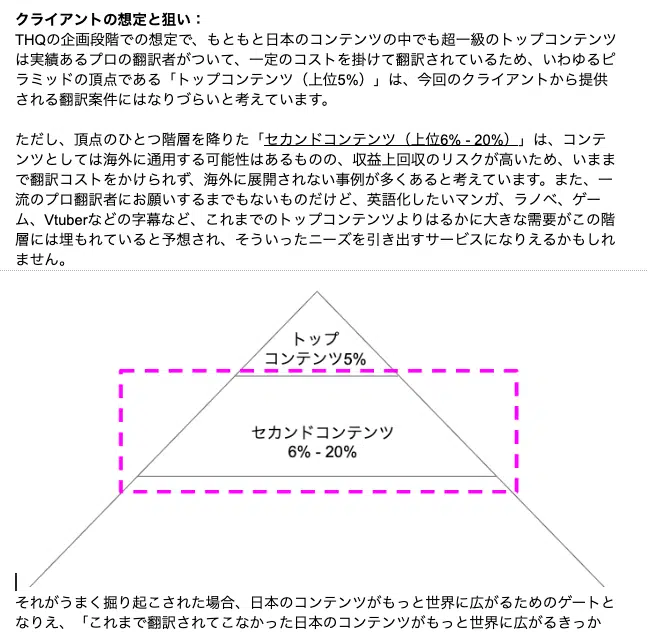 クライアントの想定と狙い：
THQの企画段階での想定で、もともと日本のコンテンツの中でも超一級のトップコンテンツ
は実績あるプロの翻訳者がついて、一定のコストを掛けて翻訳されているため、いわゆるピ
ラミッドの頂点である「トップコンテンツ（上位5%）」は、今回のクライアントから提供
される翻訳案件にはなりづらいと考えています。
ただし、頂点のひとつ階層を降りた「セカンドコンテンツ（上位6% - 20%）」は、コンテ
ンツとしては海外に通用する可能性はあるものの、収益上回収のリスクが高いため、いまま
で翻訳コストをかけられず、海外に展開されない事例が多くあると考えています。また、一
流のプロ翻訳者にお願いするまでもないものだけど、英語化したいマンガ、ラノベ、ゲー
ム、Vtuberなどの字幕など、これまでのトップコンテンツよりはるかに大きな需要がこの階
層には埋もれていると予想され、そういったニーズを引き出すサービスになりえるかもしれ
ません。
トップ
コンテンツ5%
セカンドコンテンツ
6% - 20%
それがうまく掘り起こされた場合、日本のコンテンツがもっと世界に広がるためのゲートと
なりえ、「これまで翻訳されてこなかった日本のコンテンツがもっと世界に広がるきっか